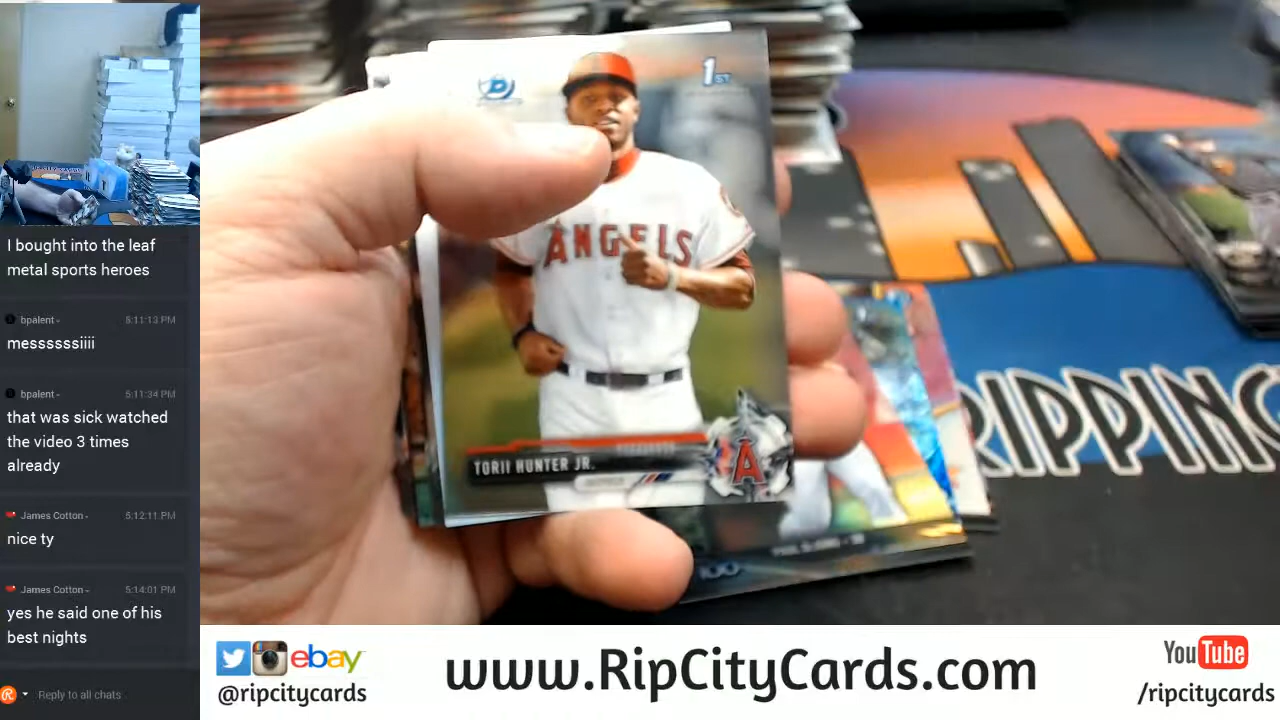 I bought into the leaf
metal sports heroes
bpalent
5:11:13 PM
messssssiiii
bpalent
5:11:34 PM
that was sick watched
the video 3 times
already
James Cotton
5:12:11 PM
nice ty
James Cotton
5:14:01 PM
yes he said one of his
best nights
Reply to all chats
1ST
ANGELS
TORII HUNTER JR.
A
RIPPING
ebay
@ripcitycards
www.RipCityCards.com
YouTube
/ripcitycards